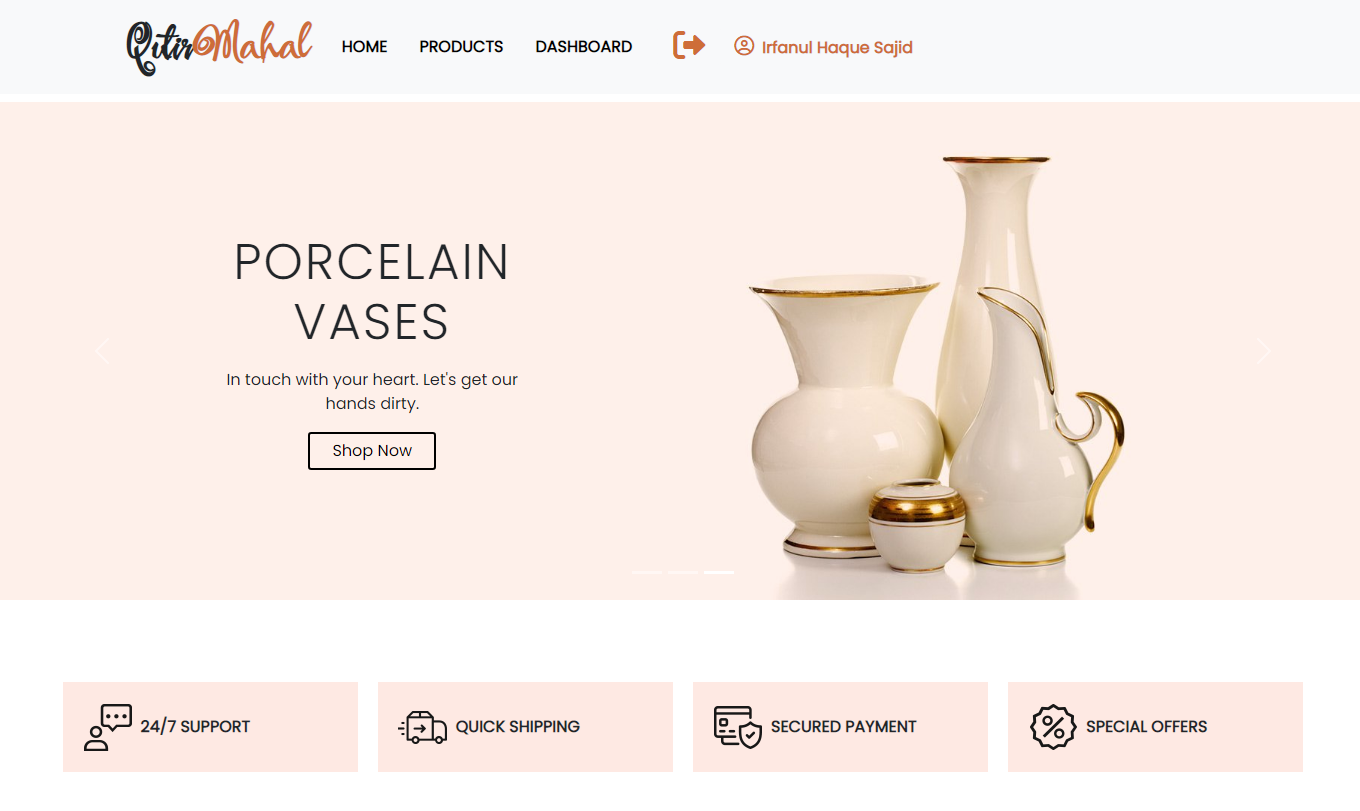 QitirMahal
HOME PRODUCTS DASHBOARD Irfanul Haque Sajid
PORCELAIN
VASES
In touch with your heart. Let's get our
hands dirty.
Shop Now
24/7 SUPPORT QUICK SHIPPING SECURED PAYMENT SPECIAL OFFERS